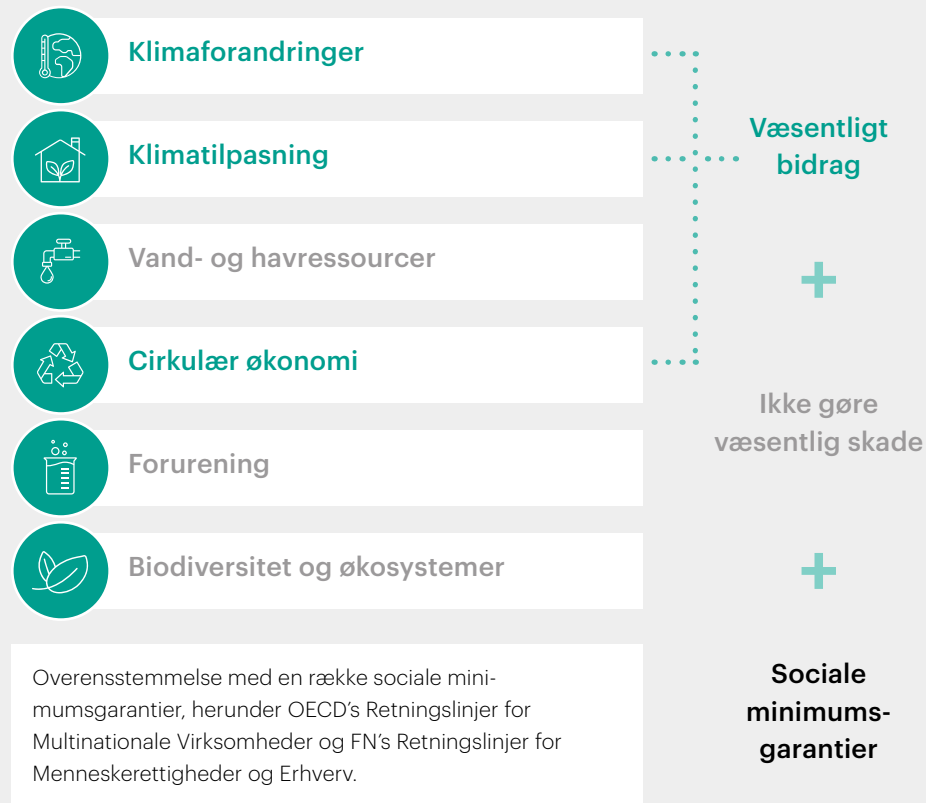 Klimaforandringer
Klimatilpasning
Vand- og havressourcer
Cirkulær økonomi
Forurening
Biodiversitet og økosystemer
Overensstemmelse med en række sociale mini-
mumsgarantier, herunder OECD's Retningslinjer for
Multinationale Virksomheder og FN's Retningslinjer for
Menneskerettigheder og Erhverv.
Væsentligt
bidrag
+
Ikke gøre
væsentlig skade
+
Sociale
minimums-
garantier